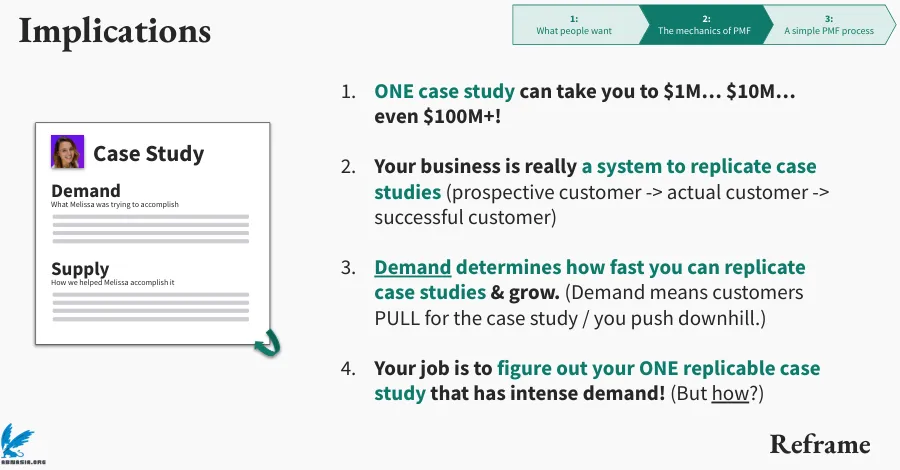 Implications
1:
What people want
2:
The mechanics of PMF
3:
A simple PMF process
Case Study
Demand
What Melissa was trying to accomplish
Supply
How we helped Melissa accomplish it
1. ONE case study can take you to $1M... $10M...
even $100M+!
2. Your business is really a system to replicate case
studies (prospective customer -> actual customer ->
successful customer)
3. Demand determines how fast you can replicate
case studies & grow. (Demand means customers
PULL for the case study / you push downhill.)
4. Your job is to figure out your ONE replicable case
study that has intense demand! (But how?)
Reframe